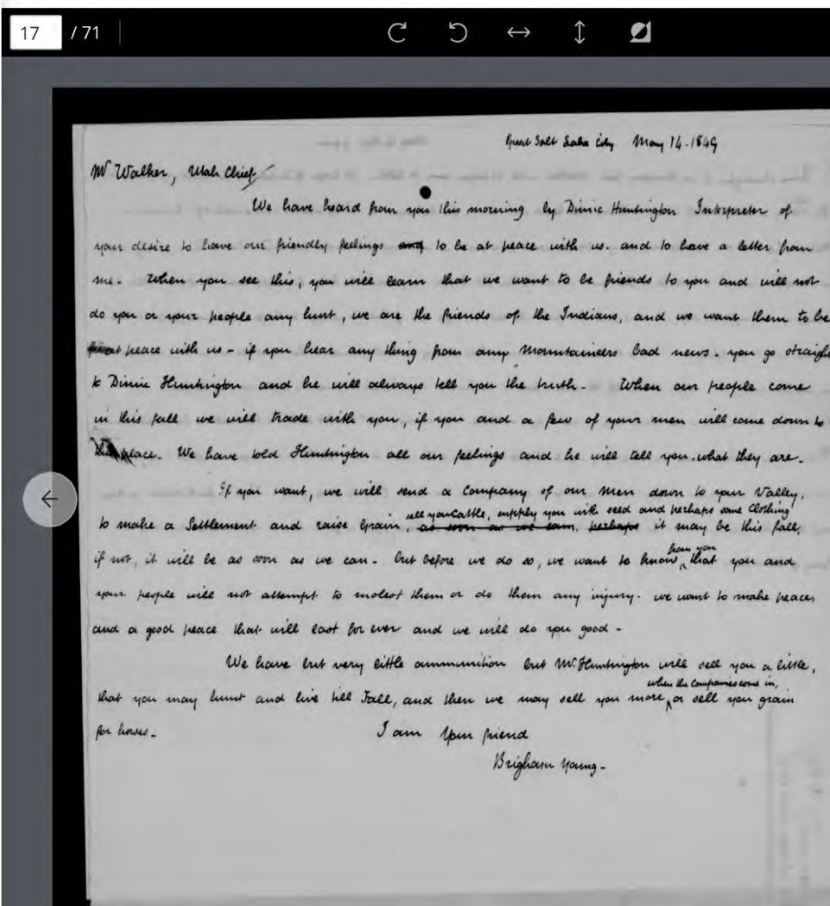 17 / 71
Great Salt Lake City May 14. 1849
Mr Walker, Utah Chief
We have heard from you this morning by Dimic Huntington Interpreter of
your desire to have our friendly feelings and to be at peace with us. and to have a letter from
me. When you see this, you will learn that we want to be friends to you and will not
do you or your people any hurt, we are the friends of the Indians, and we want them to be
at peace with us - if you hear any thing from any Mountaineers bad news. you go straigh
to Dimic Huntington and he will always tell you the truth. When our people come
in this fall we will trade with you, if you and a few of your men will come down to
this place. We have told Huntington all our feelings and he will tell you what they are.
If you want, we will send a Company of our men down to your Valley,
sell you Cattle, supply you with seed and perhaps some Clothing
to make a Settlement and raise Grain, as soon as we can, perhaps it may be this fall;
from you
if not, it will be as soon as we can. but before we do so, we want to know that you and
your people will not attempt to molest them or do them any injury. we want to make peace,
and a good peace that will last for ever and we will do you good -
We have but very little ammunition but Mr. Huntington will sell you a little,
when the Companies come in,
that you may hunt and live till Fall, and then we may sell you more, or sell you grain
for horses.
I am Your friend
Brigham Young -